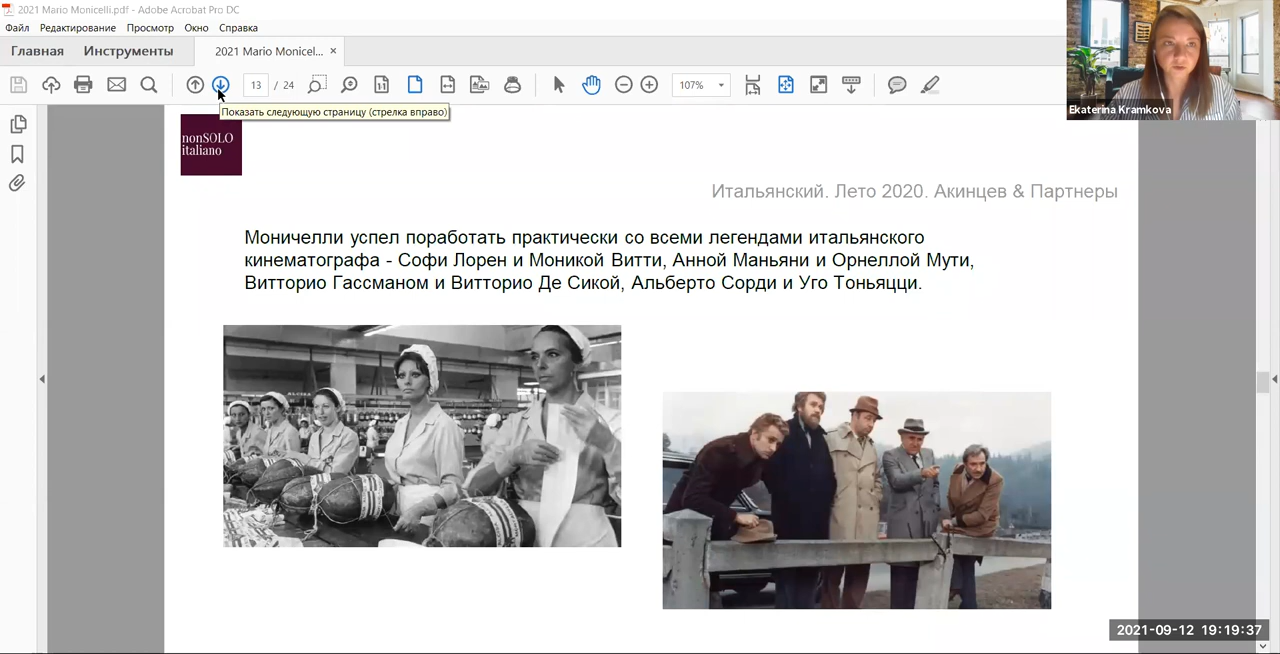 2021 Mario Monicelli.pdf - Adobe Acrobat Pro DC
Файл Редактирование Просмотр Окно Справка
Главная Инструменты 2021 Mario Monicel... ×
13 / 24 107%
Показать следующую страницу (стрелка вправо)
Ekaterina Kramkova
nonSOLO
italiano
Итальянский. Лето 2020. Акинцев & Партнеры
Моничелли успел поработать практически со всеми легендами итальянского
кинематографа - Софи Лорен и Моникой Витти, Анной Маньяни и Орнеллой Мути,
Витторио Гассманом и Витторио Де Сикой, Альберто Сорди и Уго Тоньяцци.
2021-09-12 19:19:37